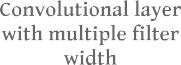 Convolutional layer
with multiple filter
width